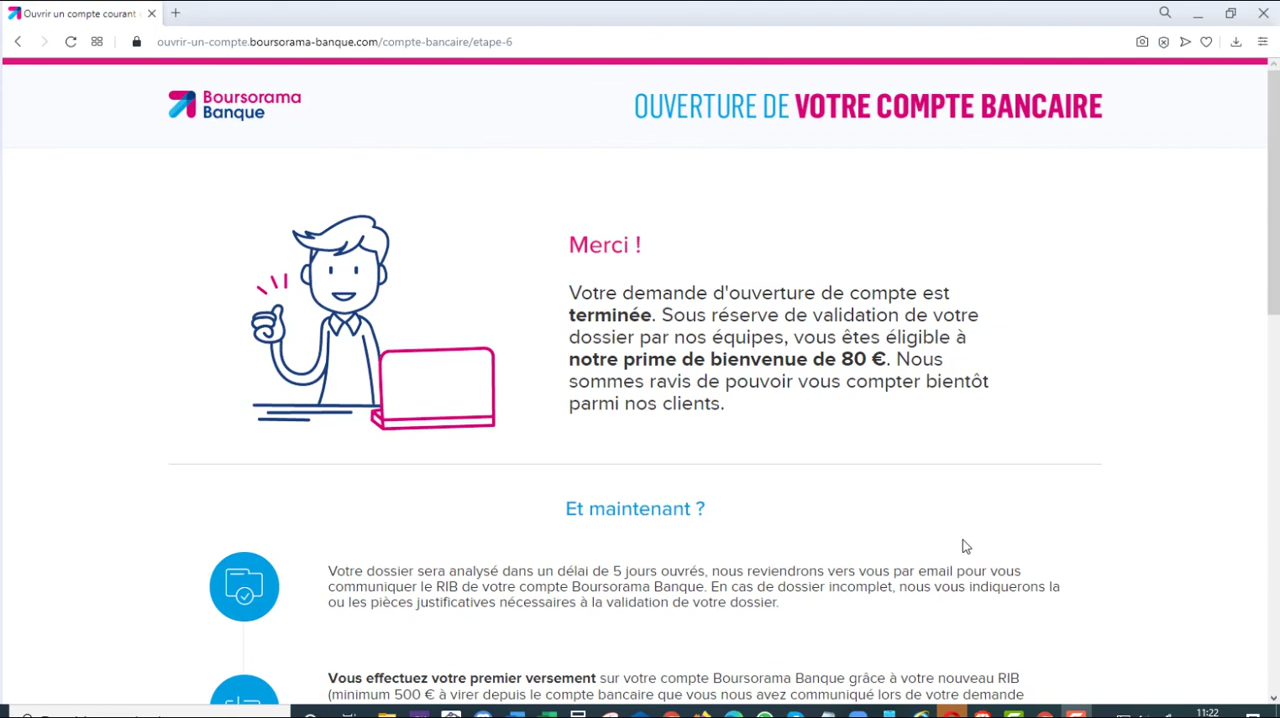 Ouvrir un compte courant
ouvrir-un-compte.boursorama-banque.com/compte-bancaire/etape-6
Boursorama
Banque
OUVERTURE DE VOTRE COMPTE BANCAIRE
Merci !
Votre demande d'ouverture de compte est
terminée. Sous réserve de validation de votre
dossier par nos équipes, vous êtes éligible à
notre prime de bienvenue de 80 €. Nous
sommes ravis de pouvoir vous compter bientôt
parmi nos clients.
Et maintenant ?
Votre dossier sera analysé dans un délai de 5 jours ouvrés, nous reviendrons vers vous par email pour vous
communiquer le RIB de votre compte Boursorama Banque. En cas de dossier incomplet, nous vous indiquerons la
ou les pièces justificatives nécessaires à la validation de votre dossier.
Vous effectuez votre premier versement sur votre compte Boursorama Banque grâce à votre nouveau RIB
(minimum 500 € à virer depuis le compte bancaire que vous nous avez communiqué lors de votre demande
11:22